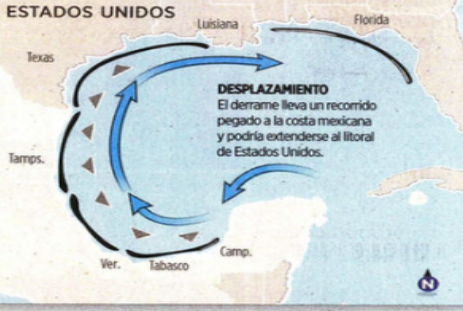 ESTADOS UNIDOS
Luisiana
Florida
Texas
DESPLAZAMIENTO
El derrame lleva un recorrido
pegado a la costa mexicana
y podría extenderse al litoral
de Estados Unidos.
Tamps.
Camp.
Ver.
Tabasco
N